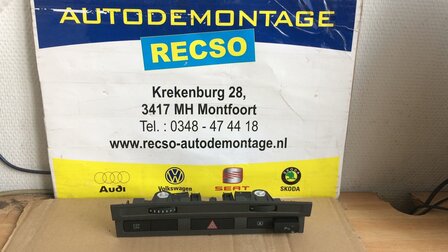 AUTODEMONTAGE
RECSO
Krekenburg 28,
3417 MH Montfoort
Tel. : 0348 - 47 44 18
www.recso-autodemontage.nl
Audi
Volkswagen
SEAT
SKODA